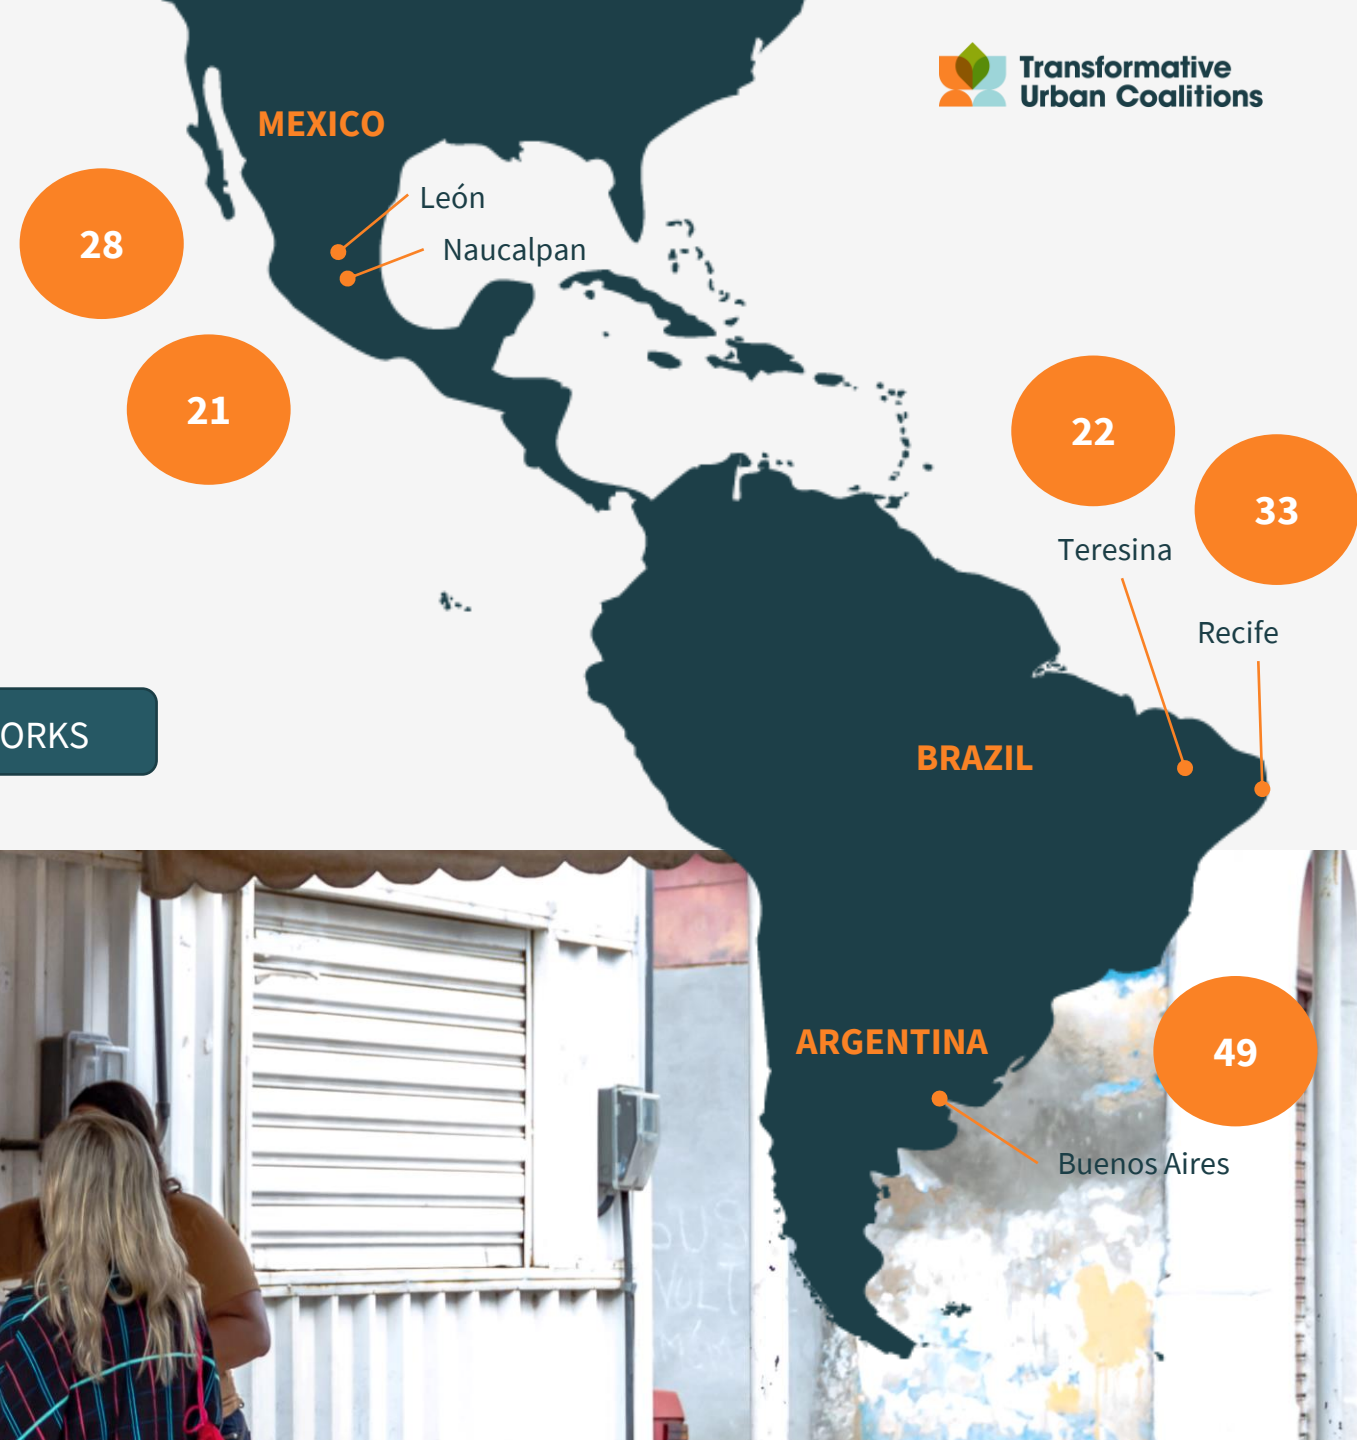 Transformative
Urban Coalitions
MEXICO
León
Naucalpan
28
21
22
33
Teresina
Recife
ORKS
BRAZIL
ARGENTINA
49
Buenos Aires